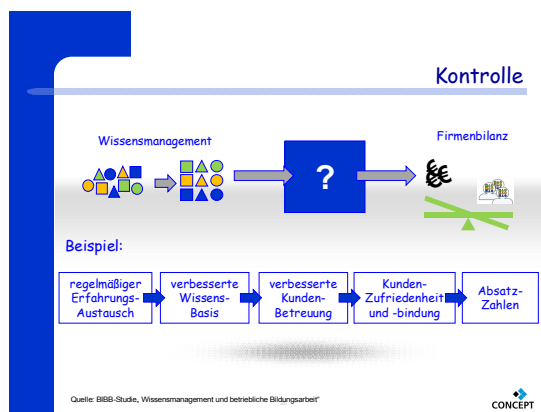 Kontrolle
Wissensmanagement
Firmenbilanz
?
€€€
Beispiel:
regelmäßiger
Erfahrungs-
Austausch
verbesserte
Wissens-
Basis
verbesserte
Kunden-
Betreuung
Kunden-
Zufriedenheit
und -bindung
Absatz-
Zahlen
Quelle: BIBB-Studie„ Wissensmanagement und betriebliche Bildungsarbeit"
CONCEPT